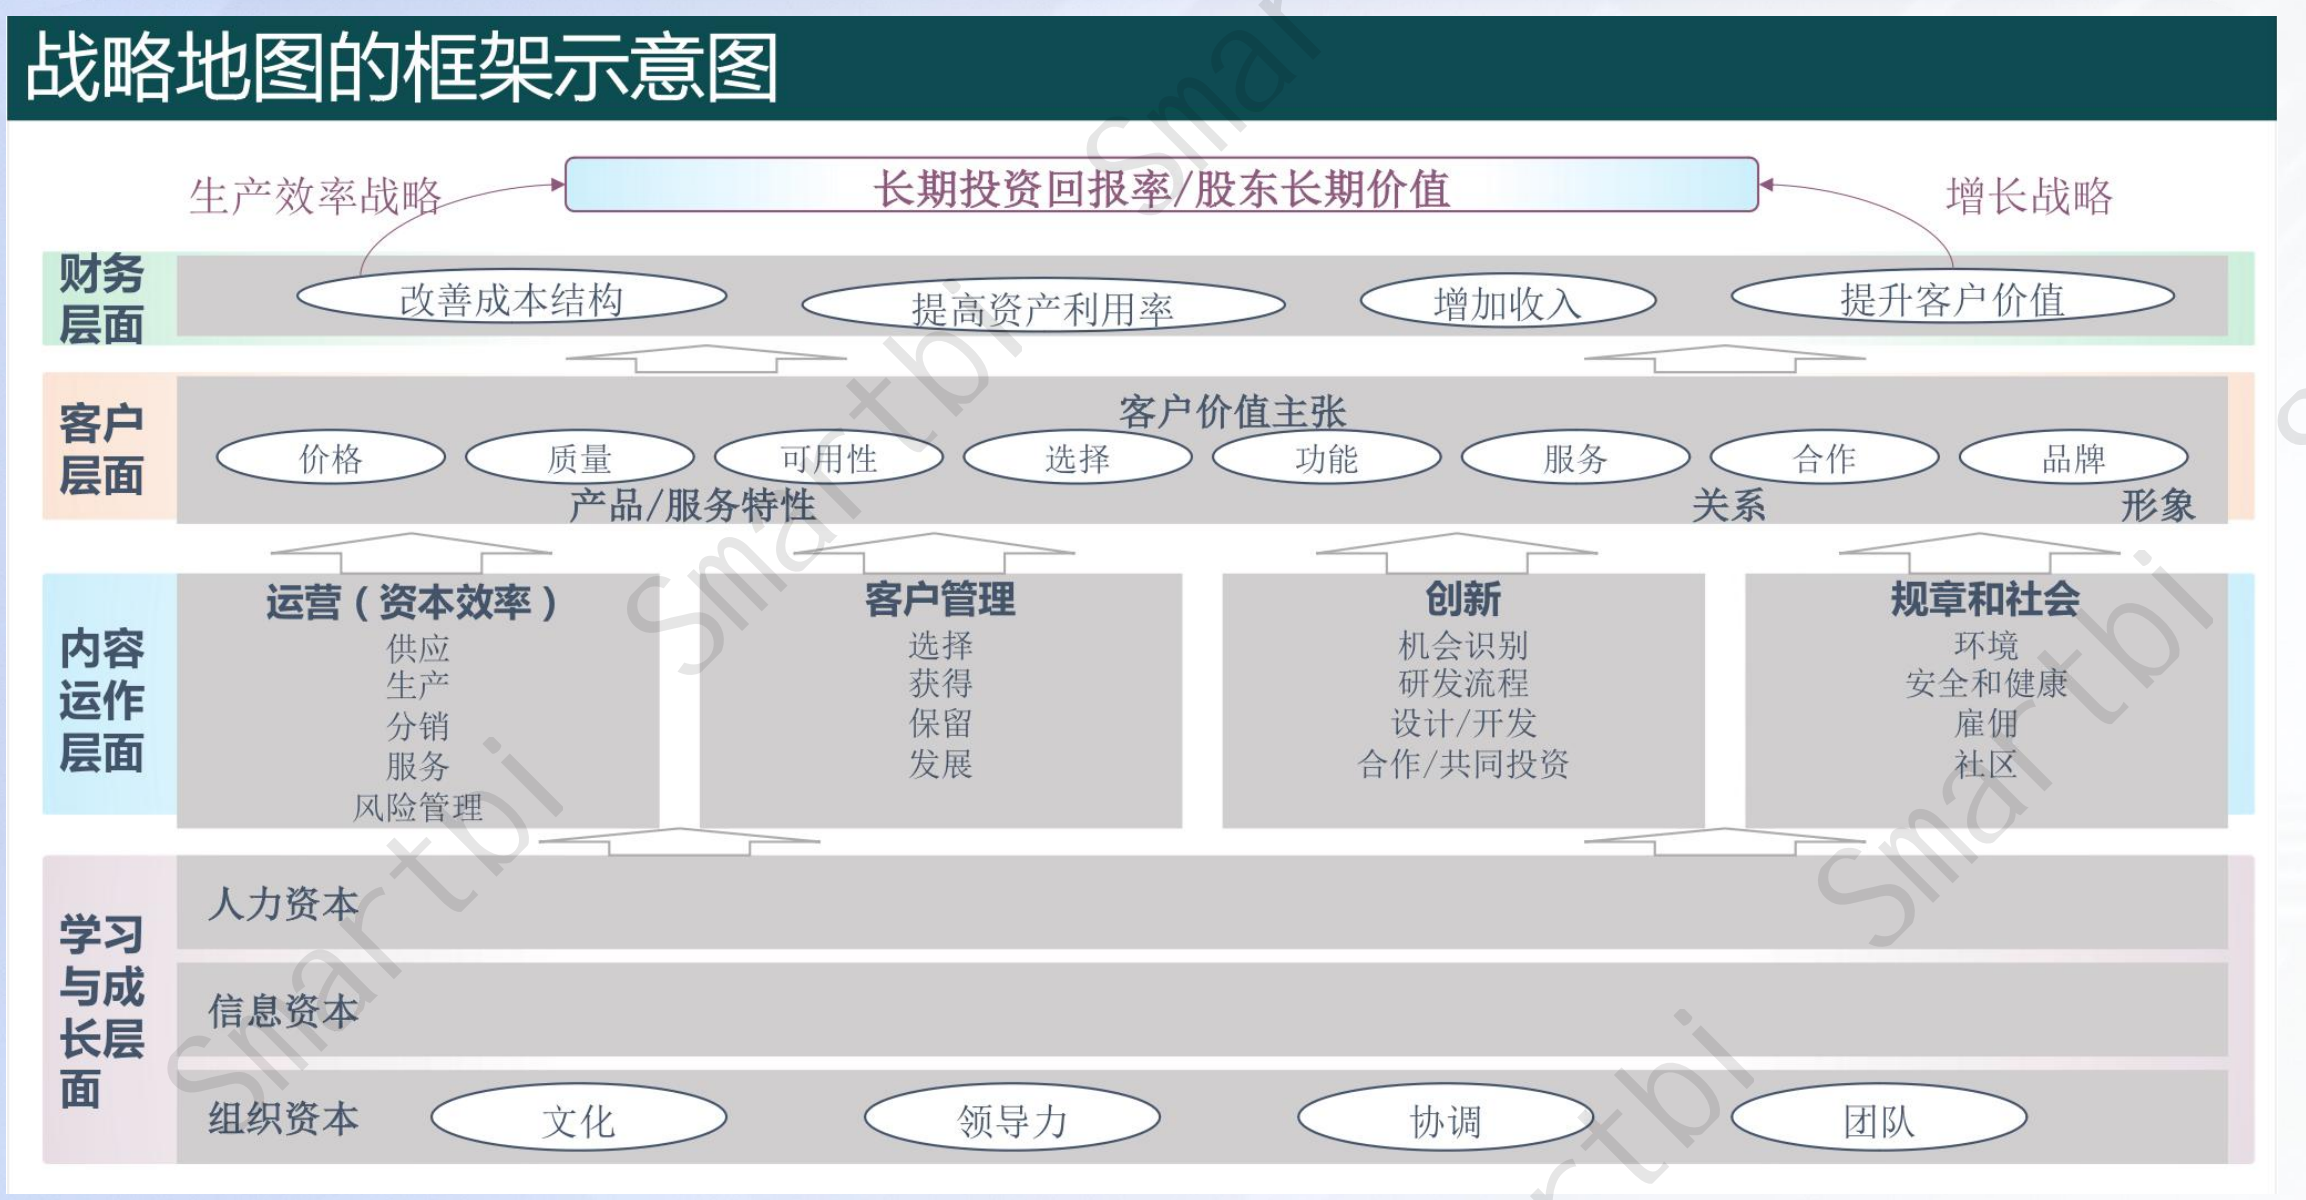 战略地图的框架示意图
生产效率战略
长期投资回报率/股东长期价值
增长战略
财务
层面
改善成本结构
提高资产利用率
增加收入
提升客户价值
客户
层面
客户价值主张
价格
质量
可用性
选择
功能
服务
合作
品牌
产品/服务特性
关系
形象
内容
运作
层面
运营（资本效率）
供应
生产
分销
服务
风险管理
客户管理
选择
获得
保留
发展
创新
机会识别
研发流程
设计/开发
合作/共同投资
规章和社会
环境
安全和健康
雇佣
社区
学习
与成
长层
面
人力资本
信息资本
组织资本
文化
领导力
协调
团队
Smartbi
Smartbi
Smartbi
Smartbi